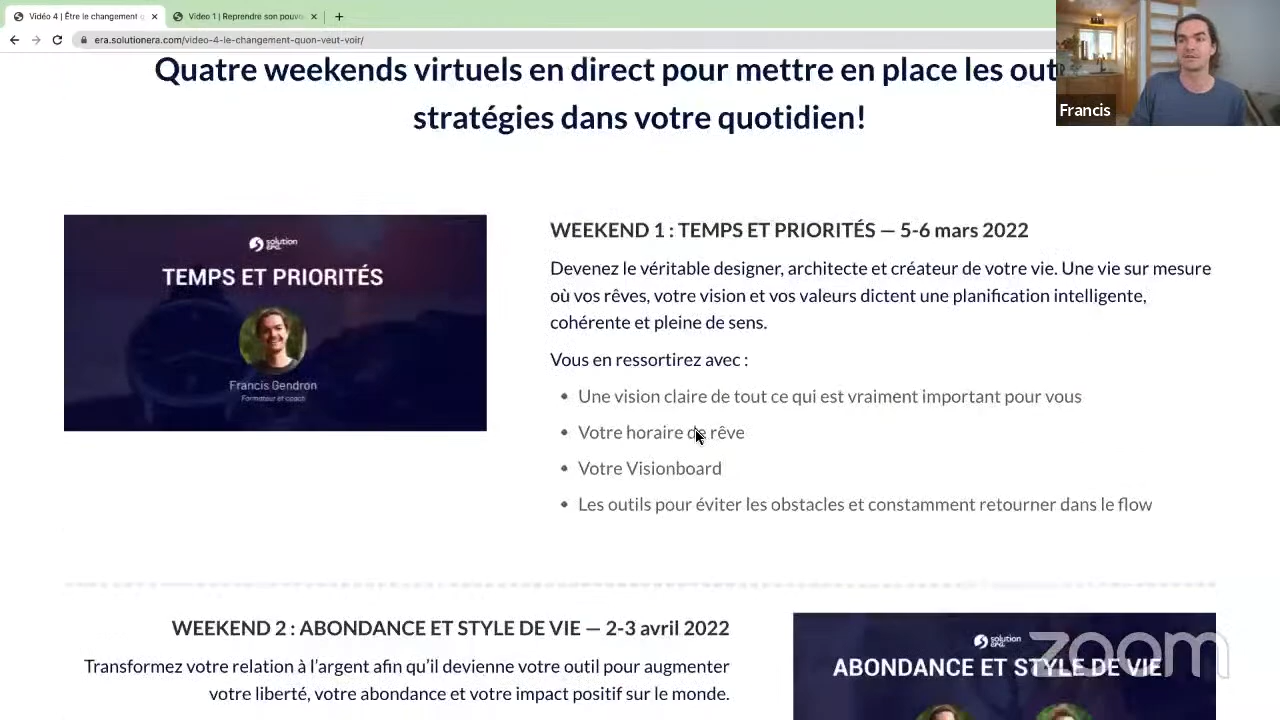 Vidéo 4 | Être le changement
Video 1 | Reprendre son pouvo
era.solutionera.com/video-4-le-changement-quon-veut-voir/
Francis
Quatre weekends virtuels en direct pour mettre en place les
stratégies dans votre quotidien!
solution
era
TEMPS ET PRIORITÉS
Francis Gendron
Formateur et coach
WEEKEND 1 : TEMPS ET PRIORITÉS — 5-6 mars 2022
Devenez le véritable designer, architecte et créateur de votre vie. Une vie sur mesure
où vos rêves, votre vision et vos valeurs dictent une planification intelligente,
cohérente et pleine de sens.
Vous en ressortirez avec :
• Une vision claire de tout ce qui est vraiment important pour vous
• Votre horaire de rêve
• Votre Visionboard
• Les outils pour éviter les obstacles et constamment retourner dans le flow
WEEKEND 2 : ABONDANCE ET STYLE DE VIE — 2-3 avril 2022
Transformez votre relation à l'argent afin qu'il devienne votre outil pour augmenter
votre liberté, votre abondance et votre impact positif sur le monde.
solution
era
ABONDANCE ET STYLE DE VIE
zoom